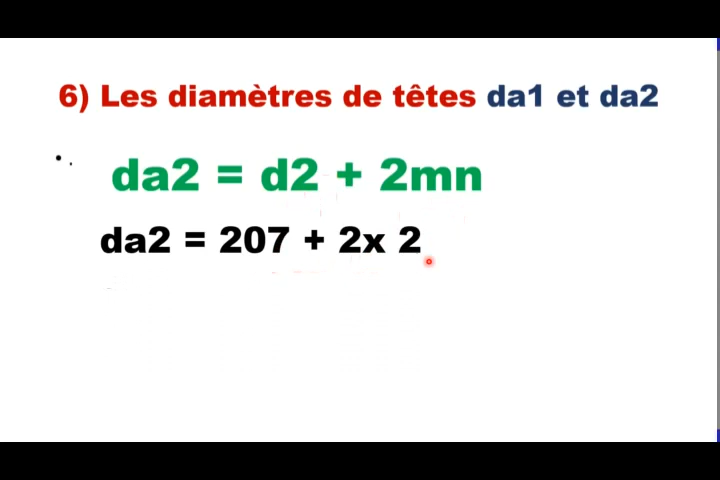 6) Les diamètres de têtes da1 et da2
da2 = d2 + 2mn
da2 = 207 + 2x 2